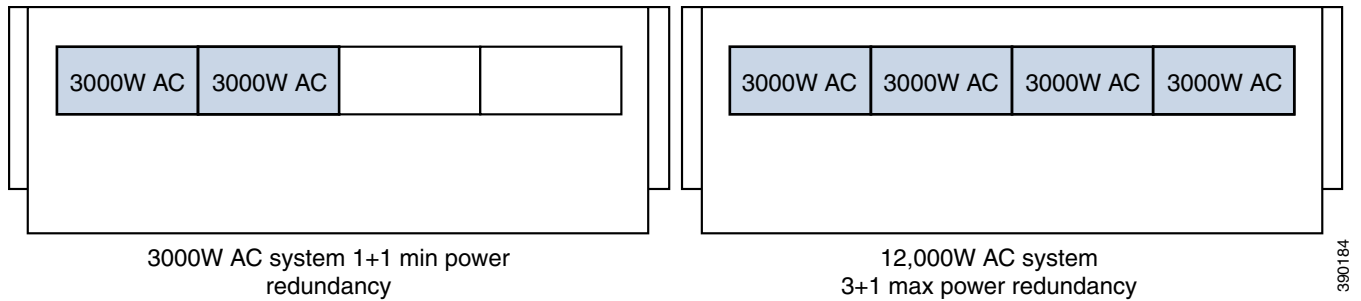 3000W AC 3000W AC
3000W AC 3000W AC 3000W AC 3000W AC
3000W AC system 1+1 min power
redundancy
12,000W AC system
3+1 max power redundancy
390184